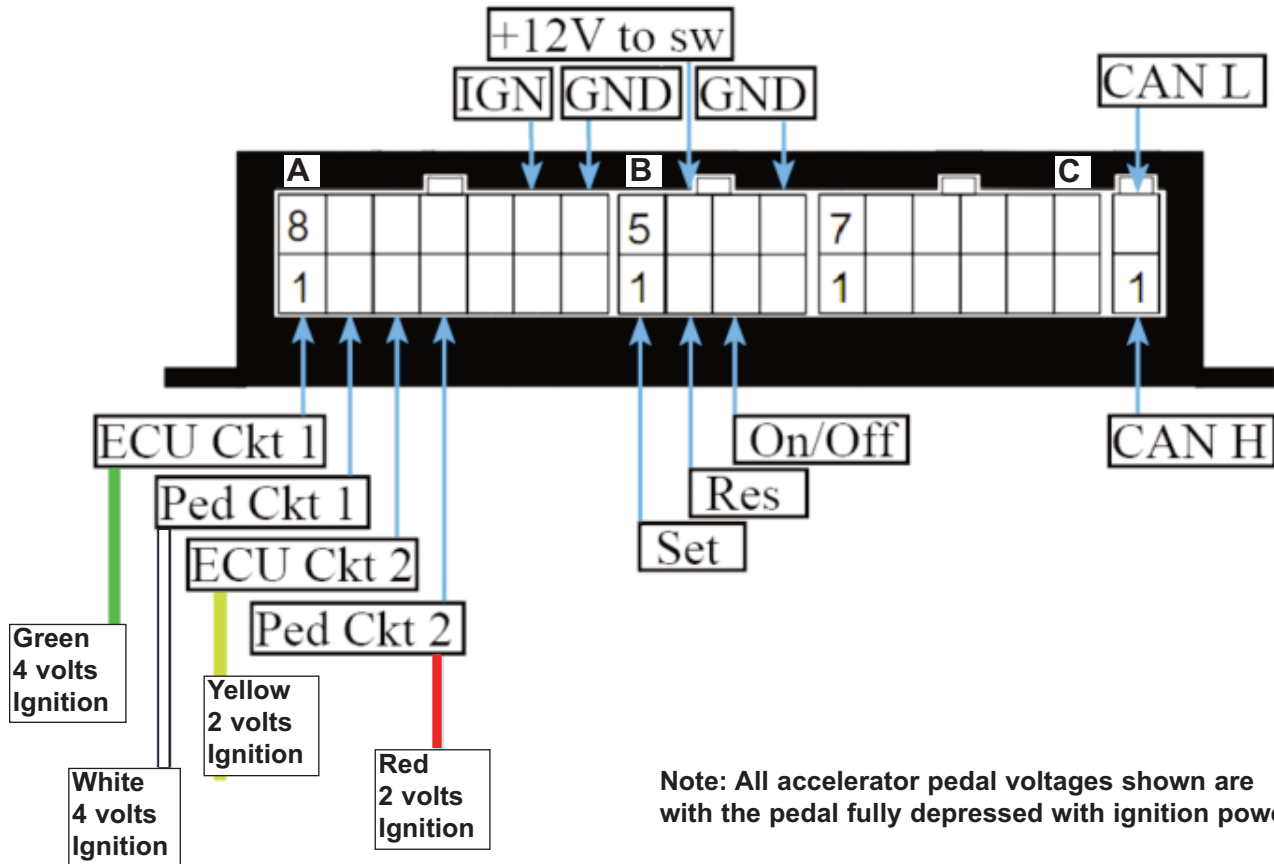 +12V to sw
IGN
GND
GND
CAN L
A
B
C
8
5
7
1
1
1
1
ECU Ckt 1
On/Off
CAN H
Ped Ckt 1
Res
Set
ECU Ckt 2
Ped Ckt 2
Green
4 volts
Ignition
Yellow
2 volts
Ignition
White
4 volts
Ignition
Red
2 volts
Ignition
Note: All accelerator pedal voltages shown are
with the pedal fully depressed with ignition